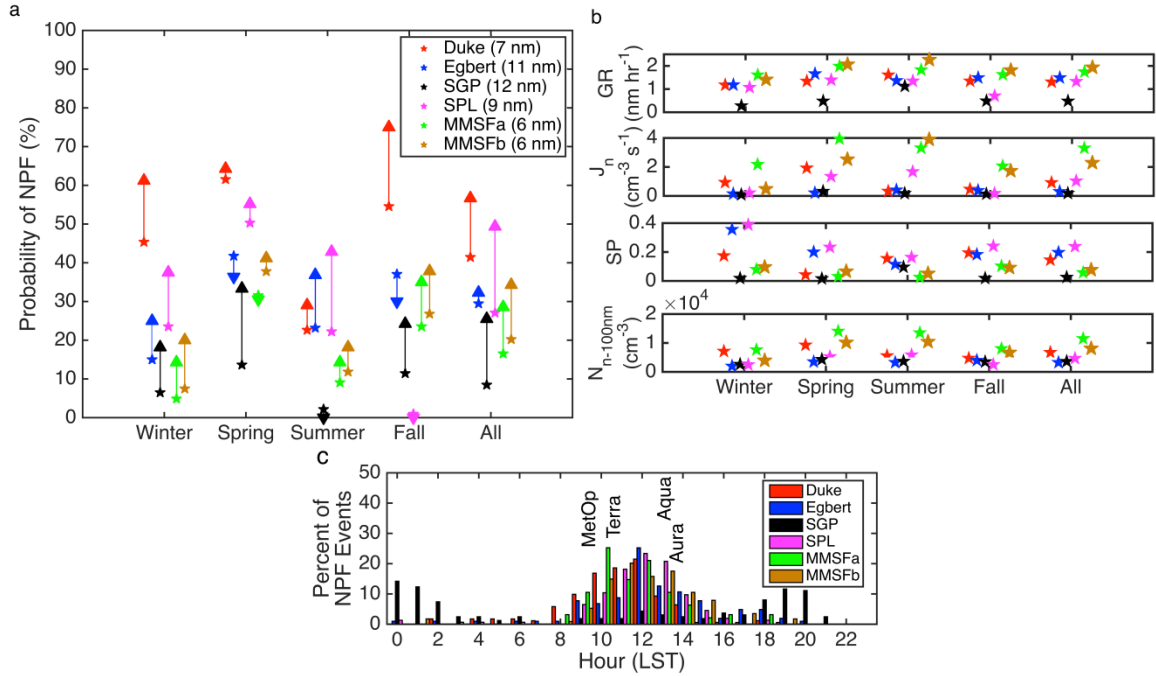 a
Probability of NPF (%)
100
90
80
70
60
50
40
30
20
10
0
Winter Spring Summer Fall All
Duke (7 nm)
Egbert (11 nm)
SGP (12 nm)
SPL (9 nm)
MMSFa (6 nm)
MMSFb (6 nm)
b
GR
(nm hr⁻¹)
2
1
0
Jₙ
(cm⁻³ s⁻¹)
4
2
0
SP
0.4
0.2
0
×10⁴
N_{n-100nm}
(cm⁻³)
2
1
0
Winter Spring Summer Fall All
c
Percent of
NPF Events
50
40
30
20
10
0
MetOp
Terra
Aqua
Aura
Duke
Egbert
SGP
SPL
MMSFa
MMSFb
0 2 4 6 8 10 12 14 16 18 20 22
Hour (LST)